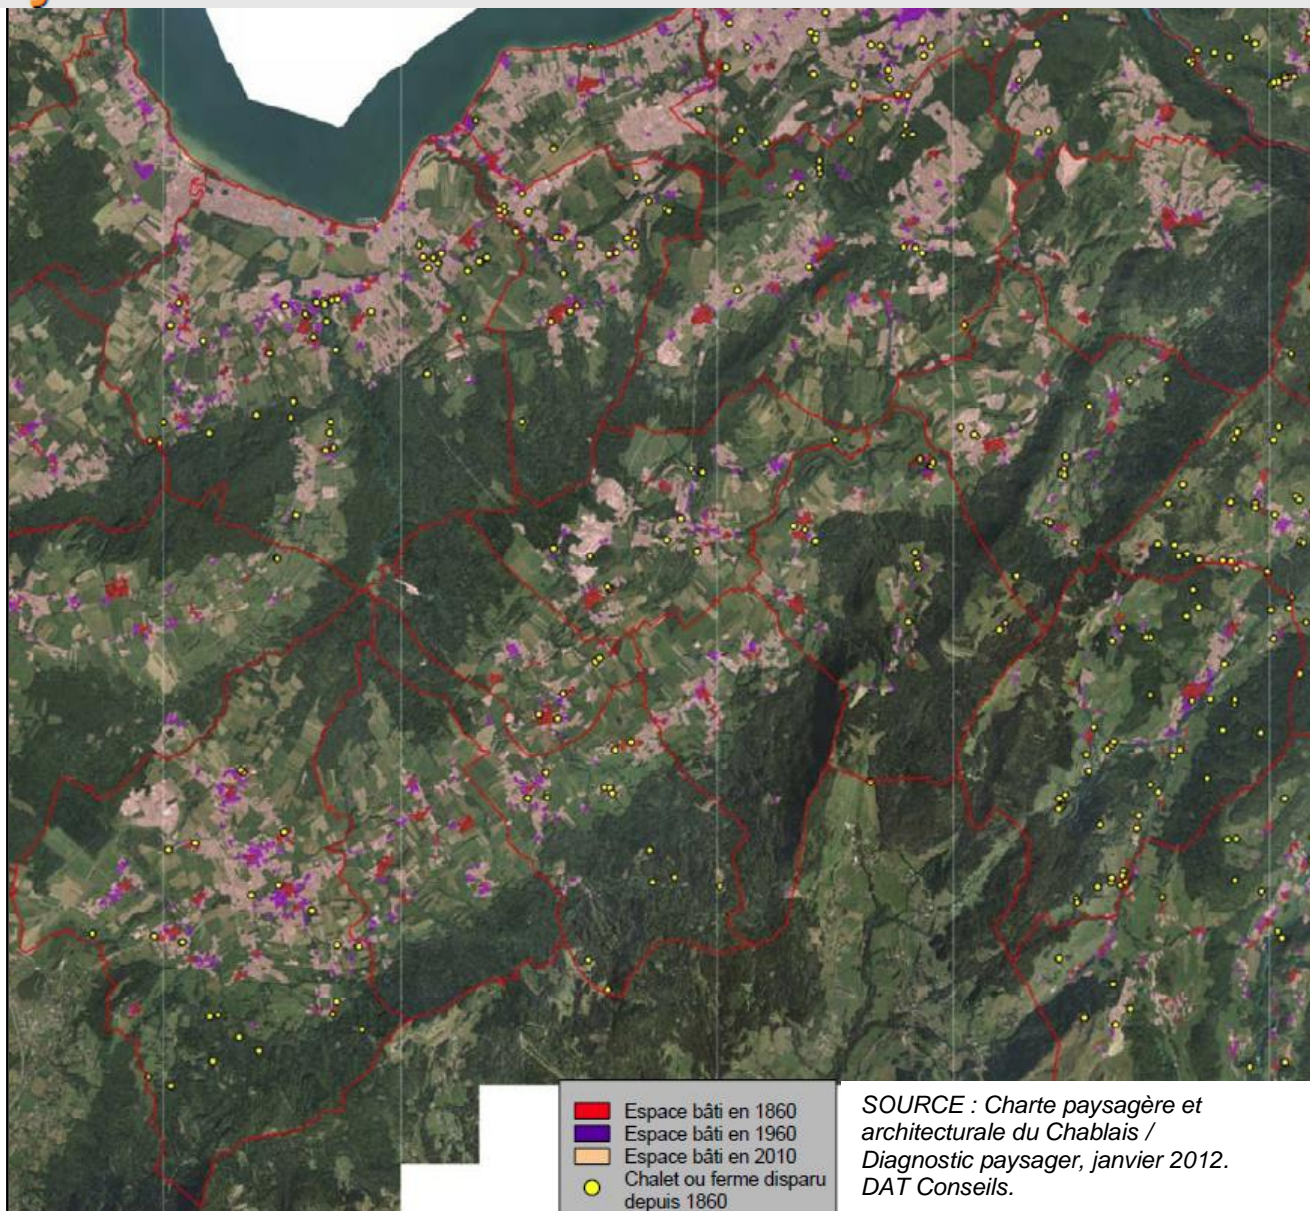 Espace bâti en 1860
Espace bâti en 1960
Espace bâti en 2010
Chalet ou ferme disparu
depuis 1860
SOURCE : Charte paysagère et
architecturale du Chablais /
Diagnostic paysager, janvier 2012.
DAT Conseils.